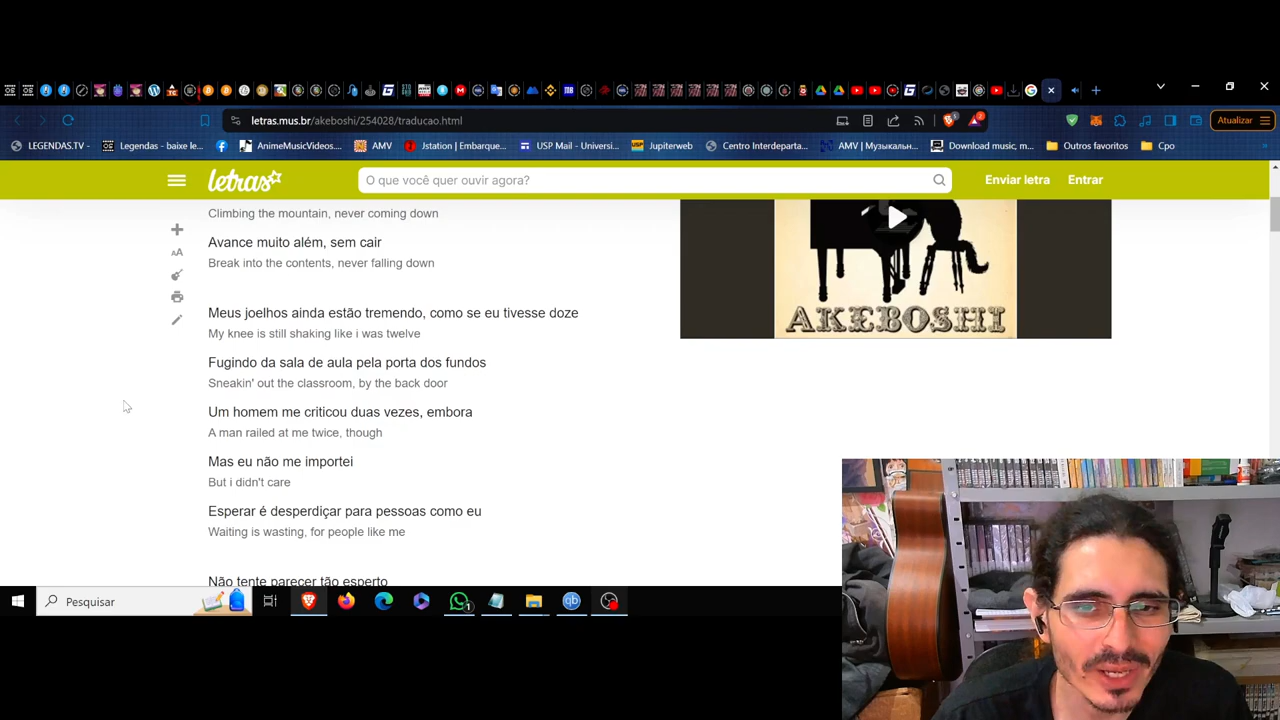 letras.mus.br/akeboshi/254028/traducao.html
5
Atualizar
LEGENDAS.TV -
Legendas - baixe le...
AnimeMusicVideos....
AMV
Jstation | Embarque...
USP Mail - Universi...
Jupiterweb
Centro Interdeparta...
AMV | Музыкальн...
Download music, m...
Outros favoritos
Cpo
»
letras
O que você quer ouvir agora?
Enviar letra
Entrar
Climbing the mountain, never coming down
Avance muito além, sem cair
Break into the contents, never falling down
AA
Meus joelhos ainda estão tremendo, como se eu tivesse doze
My knee is still shaking like i was twelve
Fugindo da sala de aula pela porta dos fundos
Sneakin' out the classroom, by the back door
Um homem me criticou duas vezes, embora
A man railed at me twice, though
Mas eu não me importei
But i didn't care
Esperar é desperdiçar para pessoas como eu
Waiting is wasting, for people like me
Não tente parecer tão esperto
AKEBOSHI
Pesquisar
1
qb